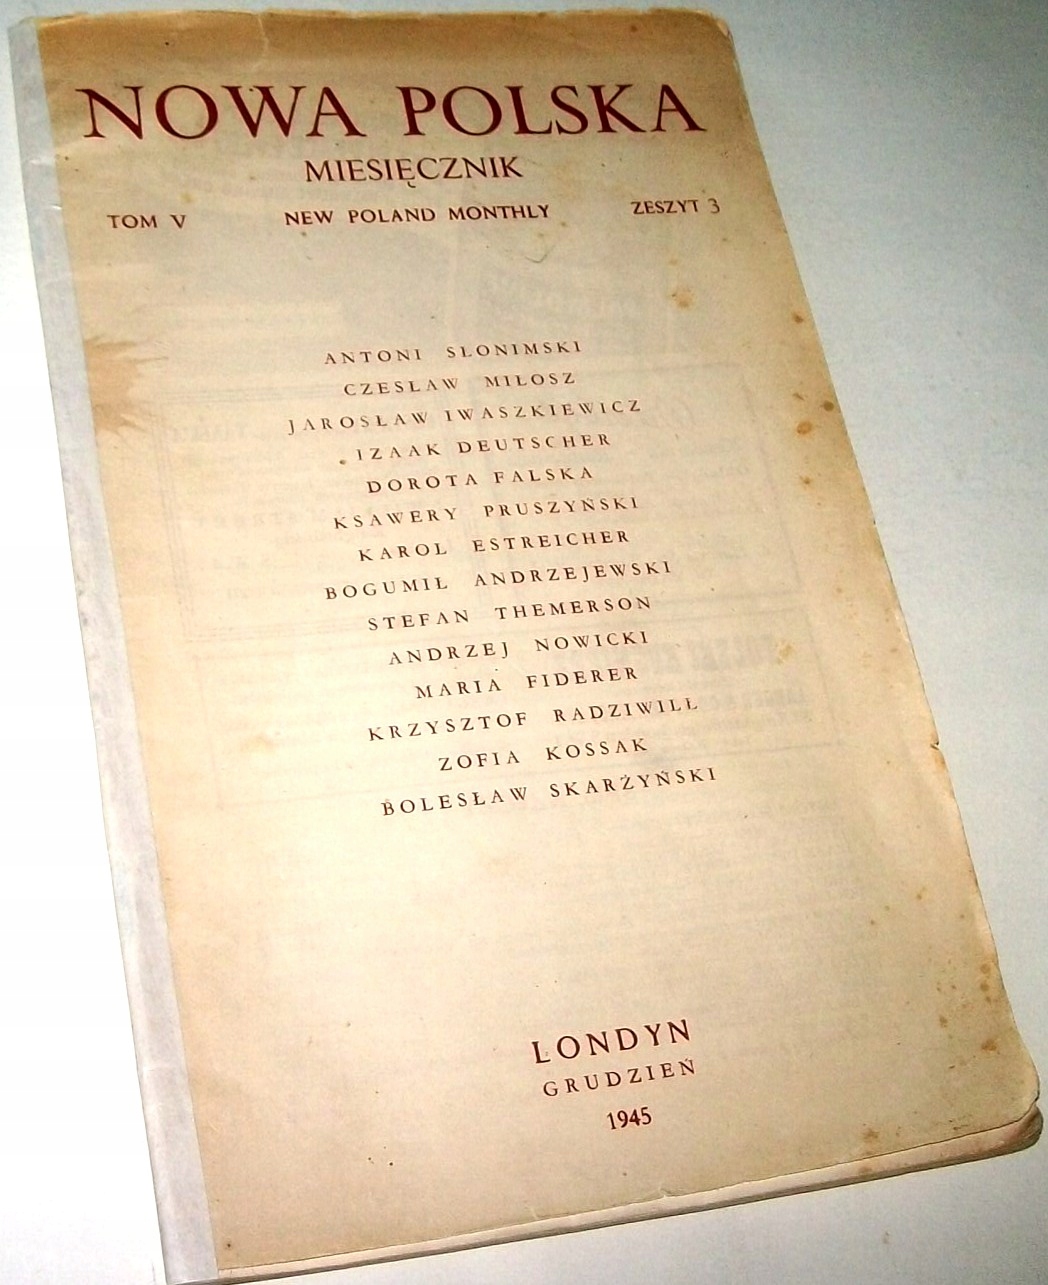 NOWA POLSKA
MIESIĘCZNIK
TOM V NEW POLAND MONTHLY ZESZYT 3
ANTONI SŁONIMSKI
CZESŁAW MIŁOSZ
JAROSŁAW IWASZKIEWICZ
IZAAK DEUTSCHER
DOROTA FALSKA
KSAWERY PRUSZYŃSKI
KAROL ESTREICHER
BOGUMIŁ ANDRZEJEWSKI
STEFAN THEMERSON
ANDRZEJ NOWICKI
MARIA FIDERER
KRZYSZTOF RADZIWIŁŁ
ZOFIA KOSSAK
BOLESŁAW SKARŻYŃSKI
LONDYN
GRUDZIEŃ
1945